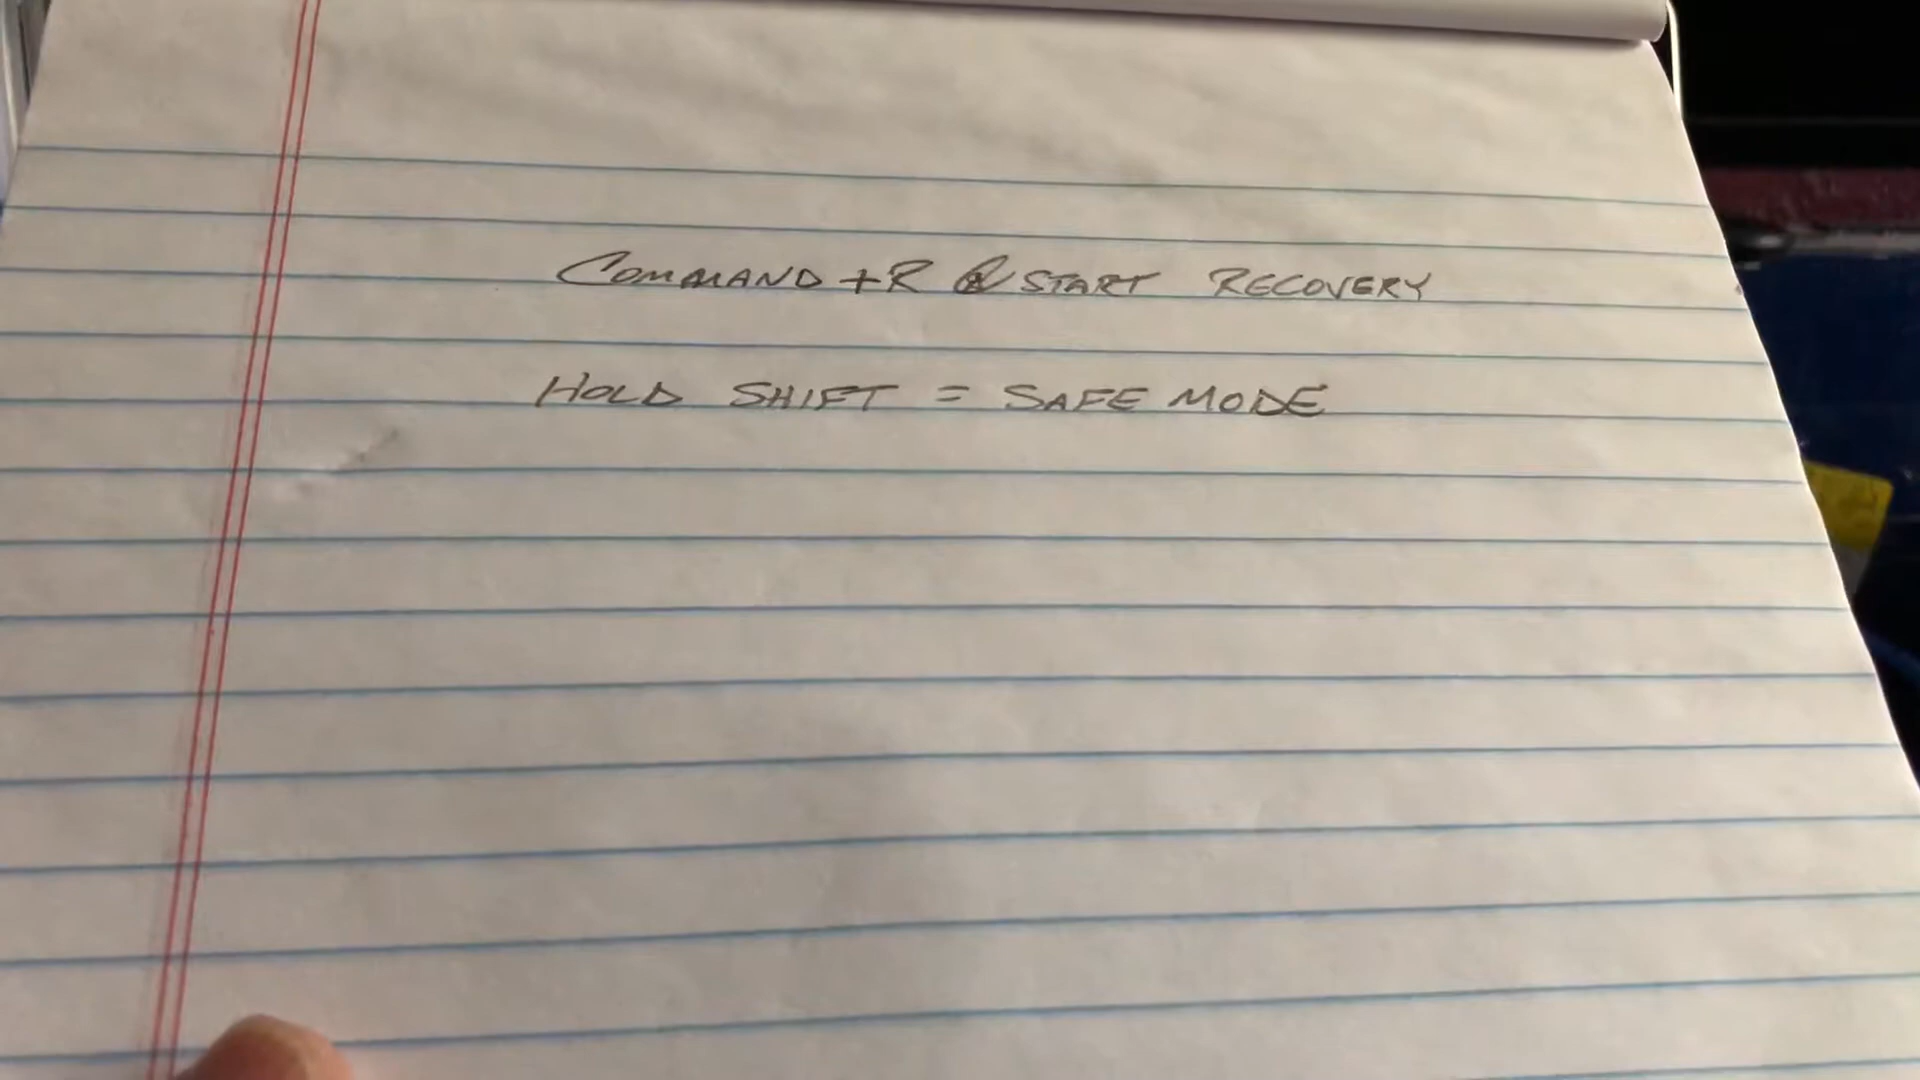 COMMAND +R @ START RECOVERY
HOLD SHIFT = SAFE MODE